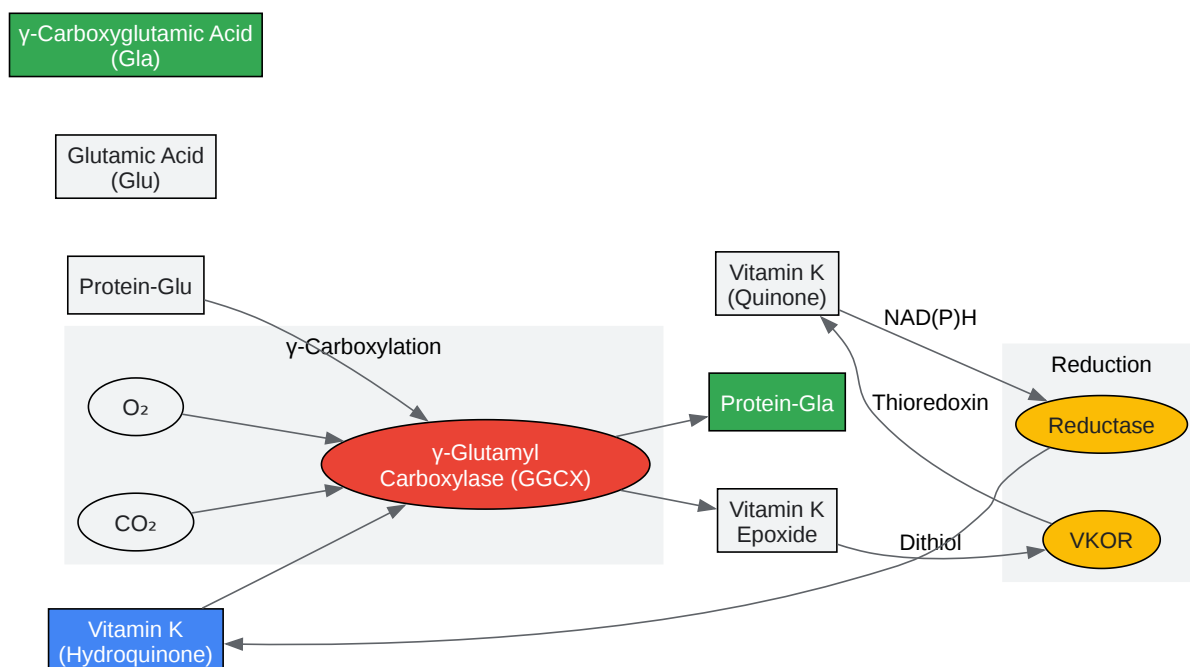 γ-Carboxyglutamic Acid
(Gla)
Glutamic Acid
(Glu)
Protein-Glu
γ-Carboxylation
O₂
CO₂
γ-Glutamyl
Carboxylase (GGCX)
Vitamin K
(Hydroquinone)
Vitamin K
(Quinone)
Protein-Gla
Vitamin K
Epoxide
NAD(P)H
Thioredoxin
Dithiol
Reduction
Reductase
VKOR